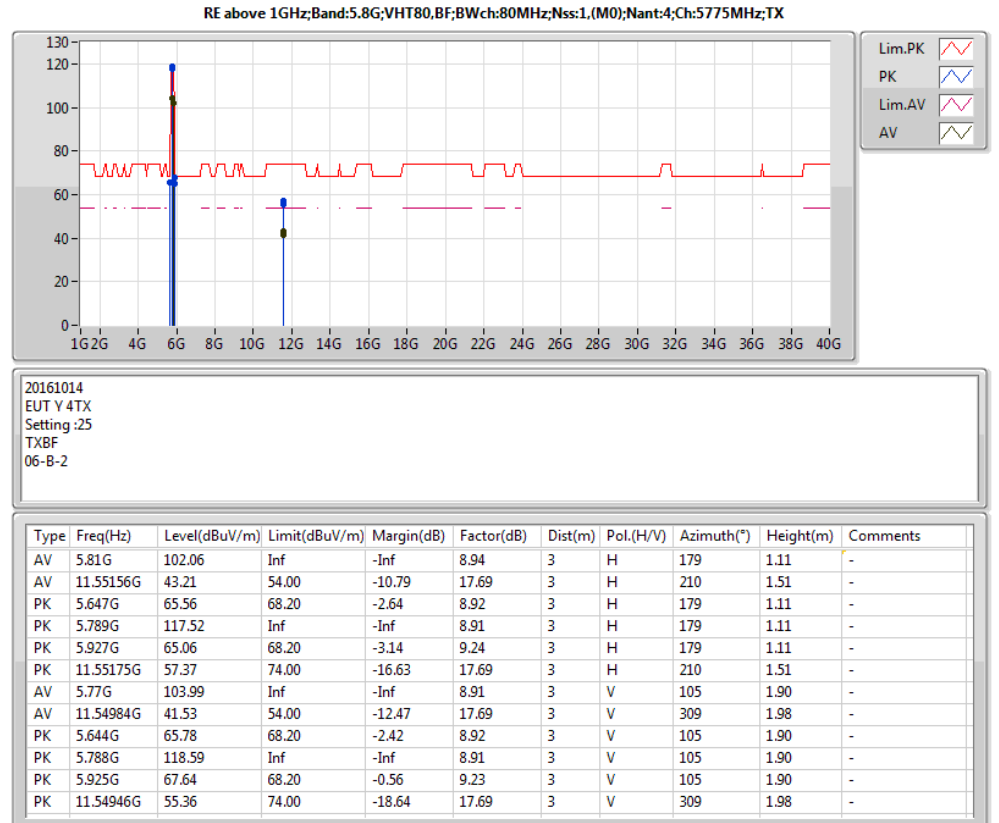 RE above 1GHz;Band:5.8G;VHT80,BF;BWch:80MHz;Nss:1,(M0);Nant:4;Ch:5775MHz;TX
130
120
100
80
60
40
20
0
1G 2G 4G 6G 8G 10G 12G 14G 16G 18G 20G 22G 24G 26G 28G 30G 32G 34G 36G 38G 40G
Lim.PK
PK
Lim.AV
AV
20161014
EUT Y 4TX
Setting :25
TXBF
06-B-2
Type Freq(Hz) Level(dBuV/m) Limit(dBuV/m) Margin(dB) Factor(dB) Dist(m) Pol.(H/V) Azimuth(°) Height(m) Comments
AV 5.81G 102.06 Inf -Inf 8.94 3 H 179 1.11 -
AV 11.55156G 43.21 54.00 -10.79 17.69 3 H 210 1.51 -
PK 5.647G 65.56 68.20 -2.64 8.92 3 H 179 1.11 -
PK 5.789G 117.52 Inf -Inf 8.91 3 H 179 1.11 -
PK 5.927G 65.06 68.20 -3.14 9.24 3 H 179 1.11 -
PK 11.55175G 57.37 74.00 -16.63 17.69 3 H 210 1.51 -
AV 5.77G 103.99 Inf -Inf 8.91 3 V 105 1.90 -
AV 11.54984G 41.53 54.00 -12.47 17.69 3 V 309 1.98 -
PK 5.644G 65.78 68.20 -2.42 8.92 3 V 105 1.90 -
PK 5.788G 118.59 Inf -Inf 8.91 3 V 105 1.90 -
PK 5.925G 67.64 68.20 -0.56 9.23 3 V 105 1.90 -
PK 11.54946G 55.36 74.00 -18.64 17.69 3 V 309 1.98 -